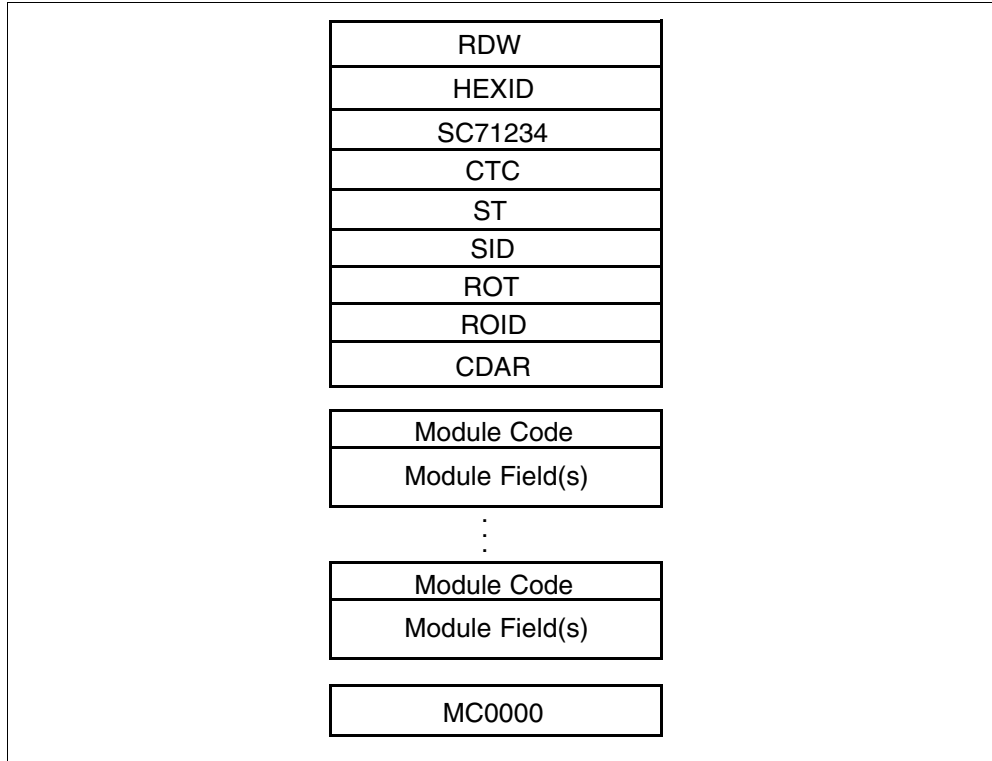 RDW
HEXID
SC71234
CTC
ST
SID
ROT
ROID
CDAR
Module Code
Module Field(s)
.
.
.
Module Code
Module Field(s)
MC0000